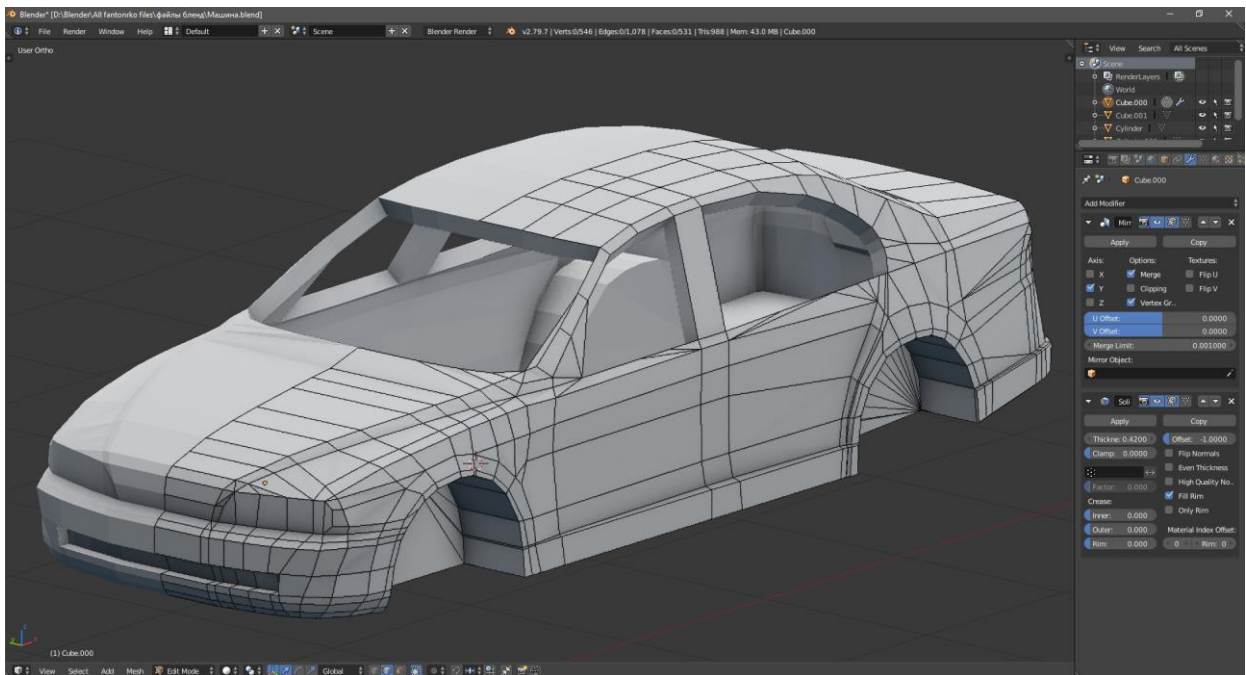 Blender* [D:\Blender\All fantonrko files\файлы бленд\Машина.blend]
File Render Window Help Default Scene Blender Render v2.79.7 | Verts:0/546 | Edges:0/1,078 | Faces:0/531 | Tris:988 | Mem: 43.0 MB | Cube.000
View Search All Scenes
User Ortho
Scene
RenderLayers
World
Cube.000
Cube.001
Cylinder
Cube.000
Add Modifier
Mirr
Apply Copy
Axis: Options: Textures:
X Merge Flip U
Y Clipping Flip V
Z Vertex Gr..
U Offset: 0.0000
V Offset: 0.0000
Merge Limit: 0.001000
Mirror Object:
Soli
Apply Copy
Thickne: 0.4200 Offset: -1.0000
Clamp: 0.0000 Flip Normals
Even Thickness
High Quality No..
Factor: 0.000 Fill Rim
Crease: Only Rim
Inner: 0.000
Outer: 0.000 Material Index Offset:
Rim: 0.000 0 Rim: 0
(1) Cube.000
View Select Add Mesh Edit Mode Global